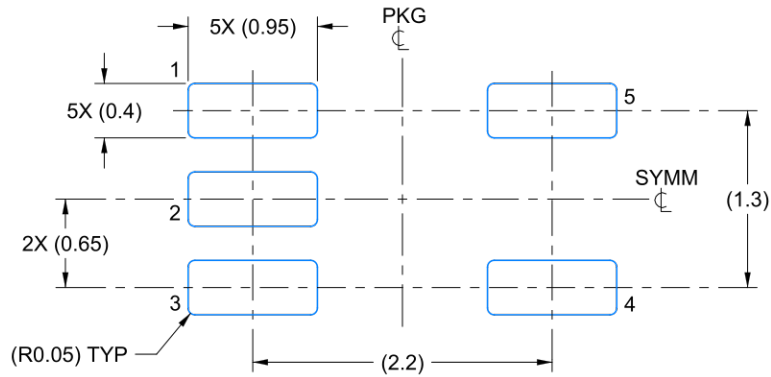 PKG
℄
5X (0.95)
1
5
5X (0.4)
SYMM
℄
(1.3)
2
2X (0.65)
3
4
(R0.05) TYP
(2.2)